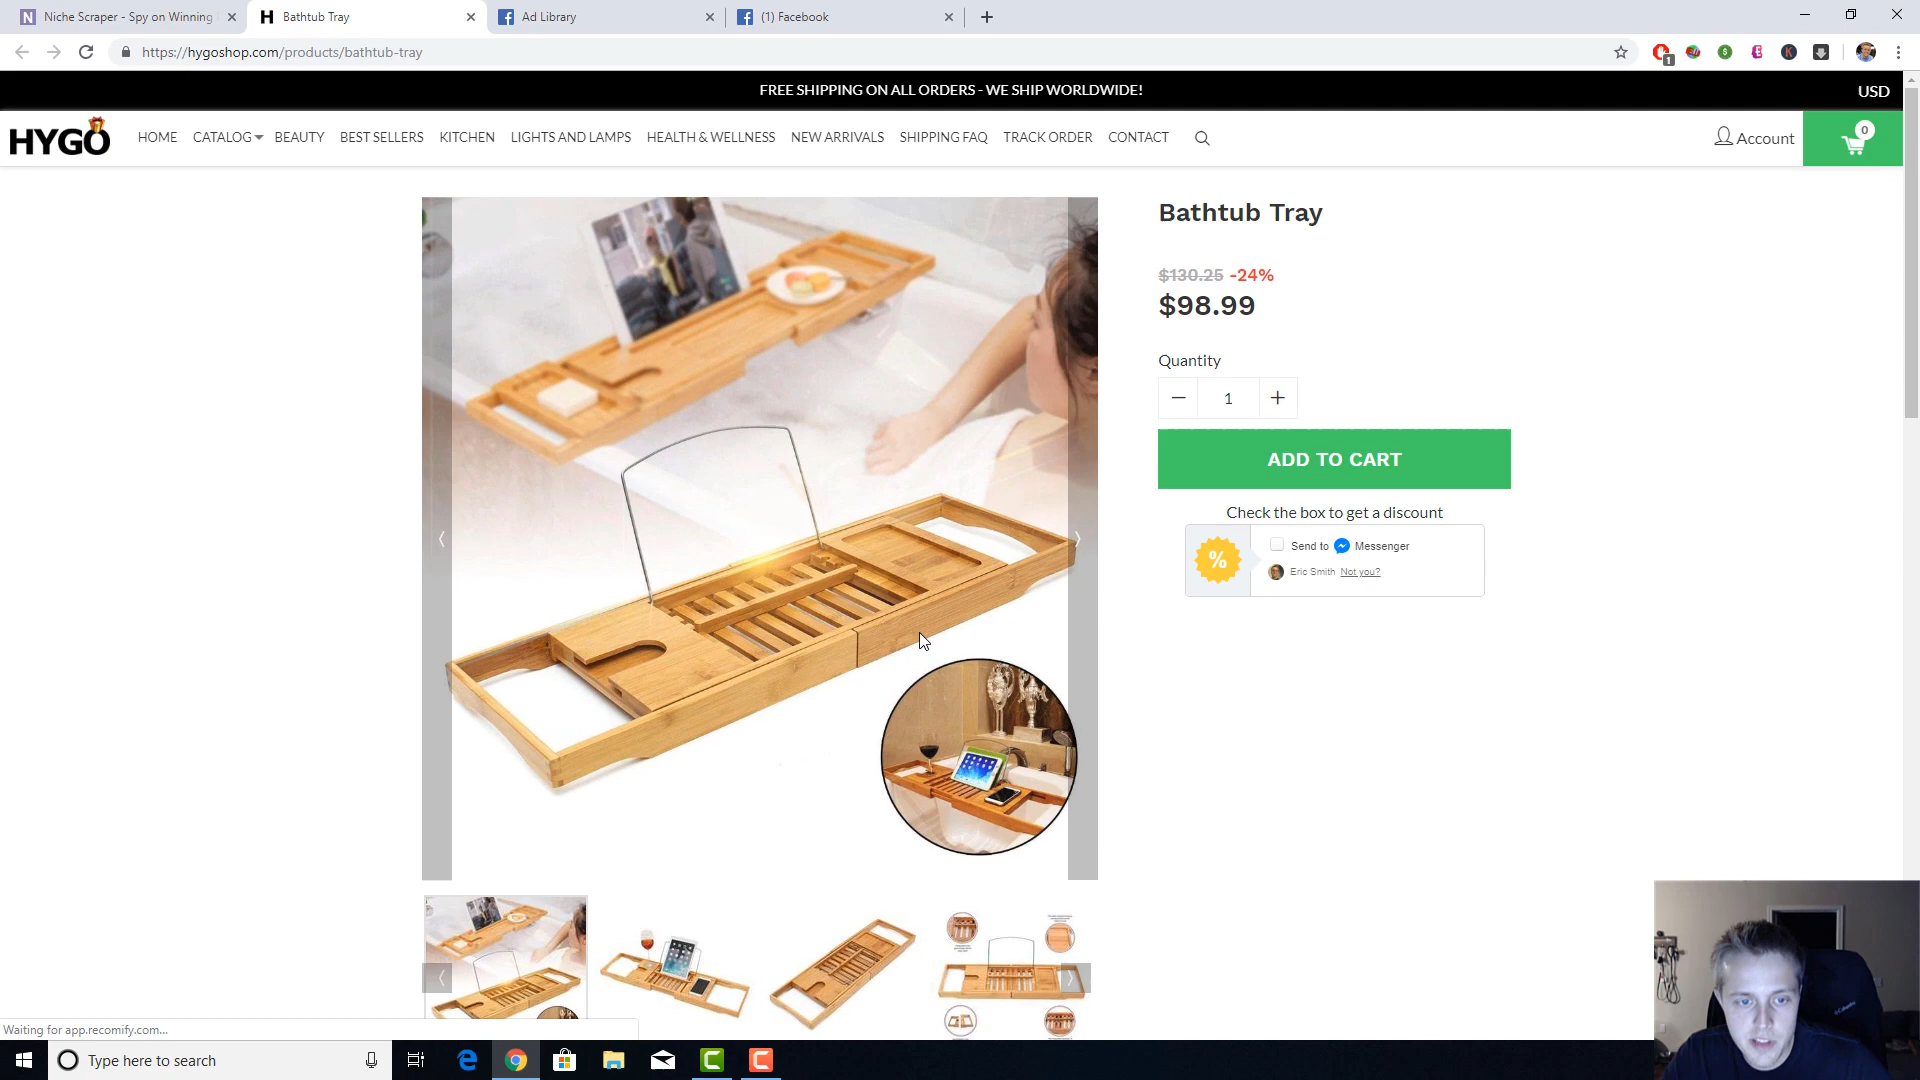 Niche Scraper - Spy on Winning
Bathtub Tray
Ad Library
(1) Facebook
https://hygoshop.com/products/bathtub-tray
1
FREE SHIPPING ON ALL ORDERS - WE SHIP WORLDWIDE!
USD
HYGO
HOME
CATALOG
BEAUTY
BEST SELLERS
KITCHEN
LIGHTS AND LAMPS
HEALTH & WELLNESS
NEW ARRIVALS
SHIPPING FAQ
TRACK ORDER
CONTACT
Account
0
Bathtub Tray
$130.25 -24%
$98.99
Quantity
1
ADD TO CART
Check the box to get a discount
%
Send to Messenger
Eric Smith Not you?
Waiting for app.recomify.com...
Type here to search